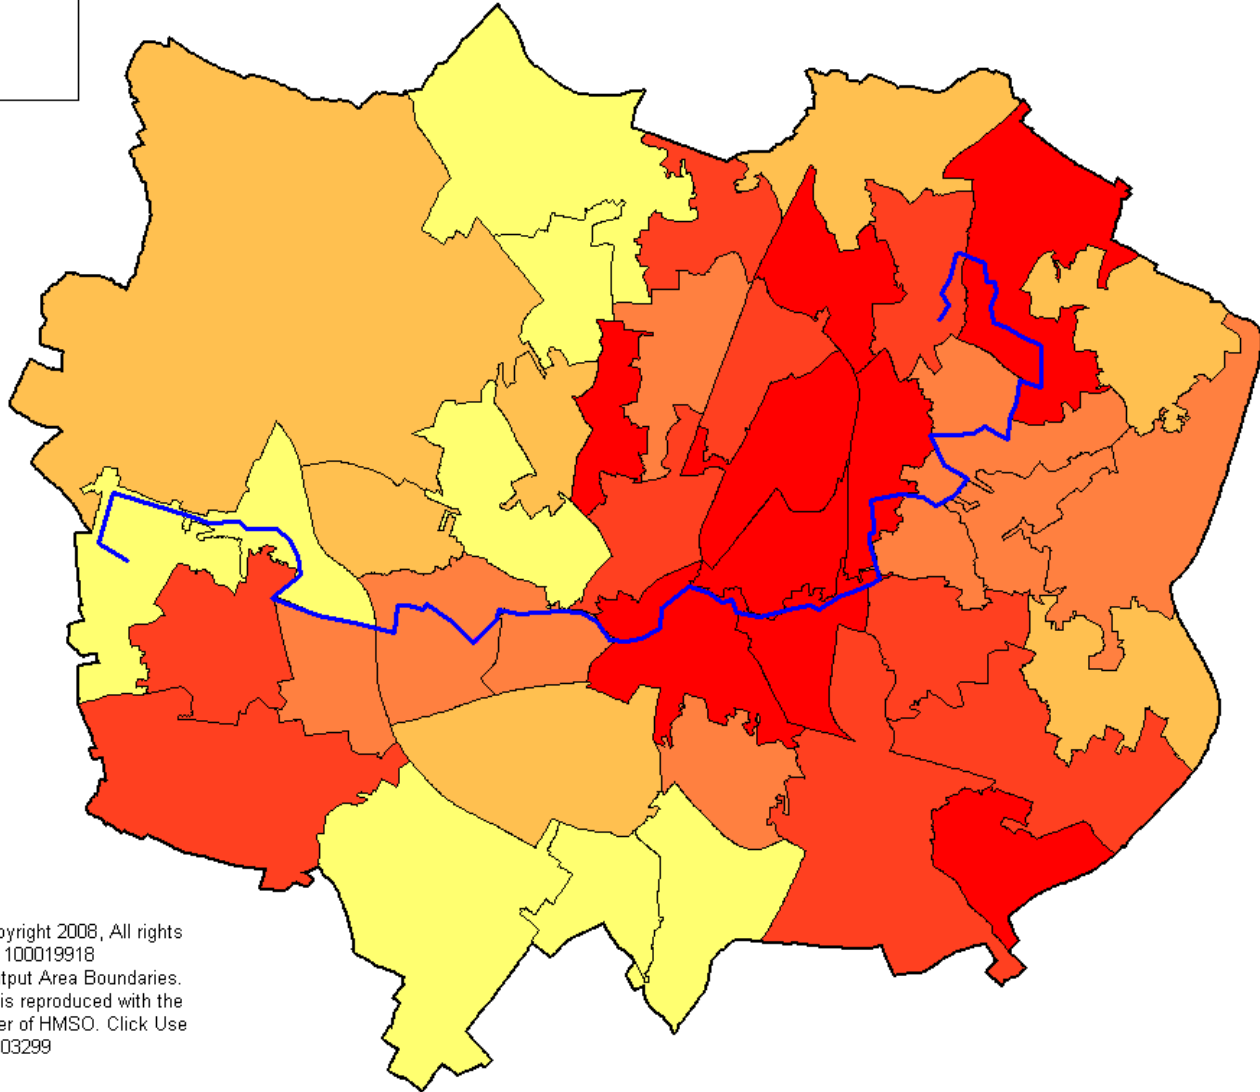 pyright 2008, All rights
100019918
tput Area Boundaries.
is reproduced with the
er of HMSO. Click Use
03299